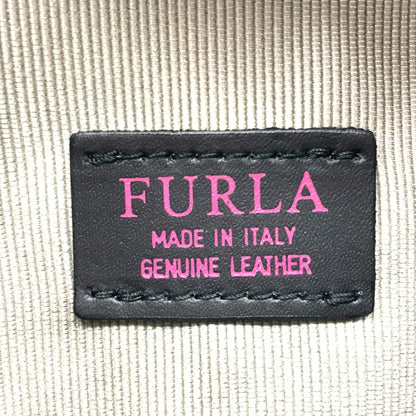 FURLA
MADE IN ITALY
GENUINE LEATHER